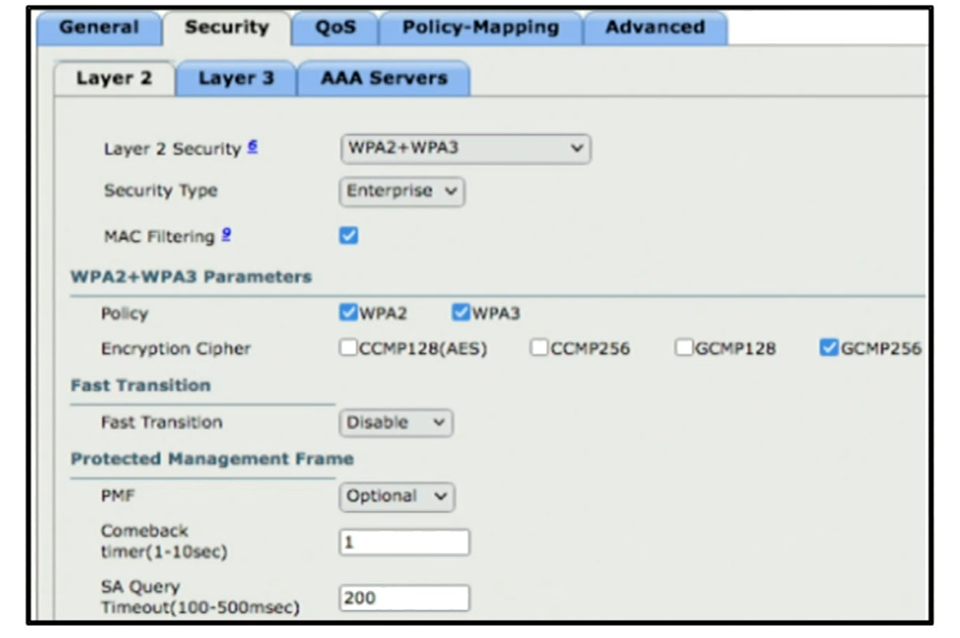 General Security QoS Policy-Mapping Advanced
Layer 2 Layer 3 AAA Servers
Layer 2 Security 6 WPA2+WPA3
Security Type Enterprise
MAC Filtering 9
WPA2+WPA3 Parameters
Policy WPA2 WPA3
Encryption Cipher CCMP128(AES) CCMP256 GCMP128 GCMP256
Fast Transition
Fast Transition Disable
Protected Management Frame
PMF Optional
Comeback
timer(1-10sec) 1
SA Query
Timeout(100-500msec) 200